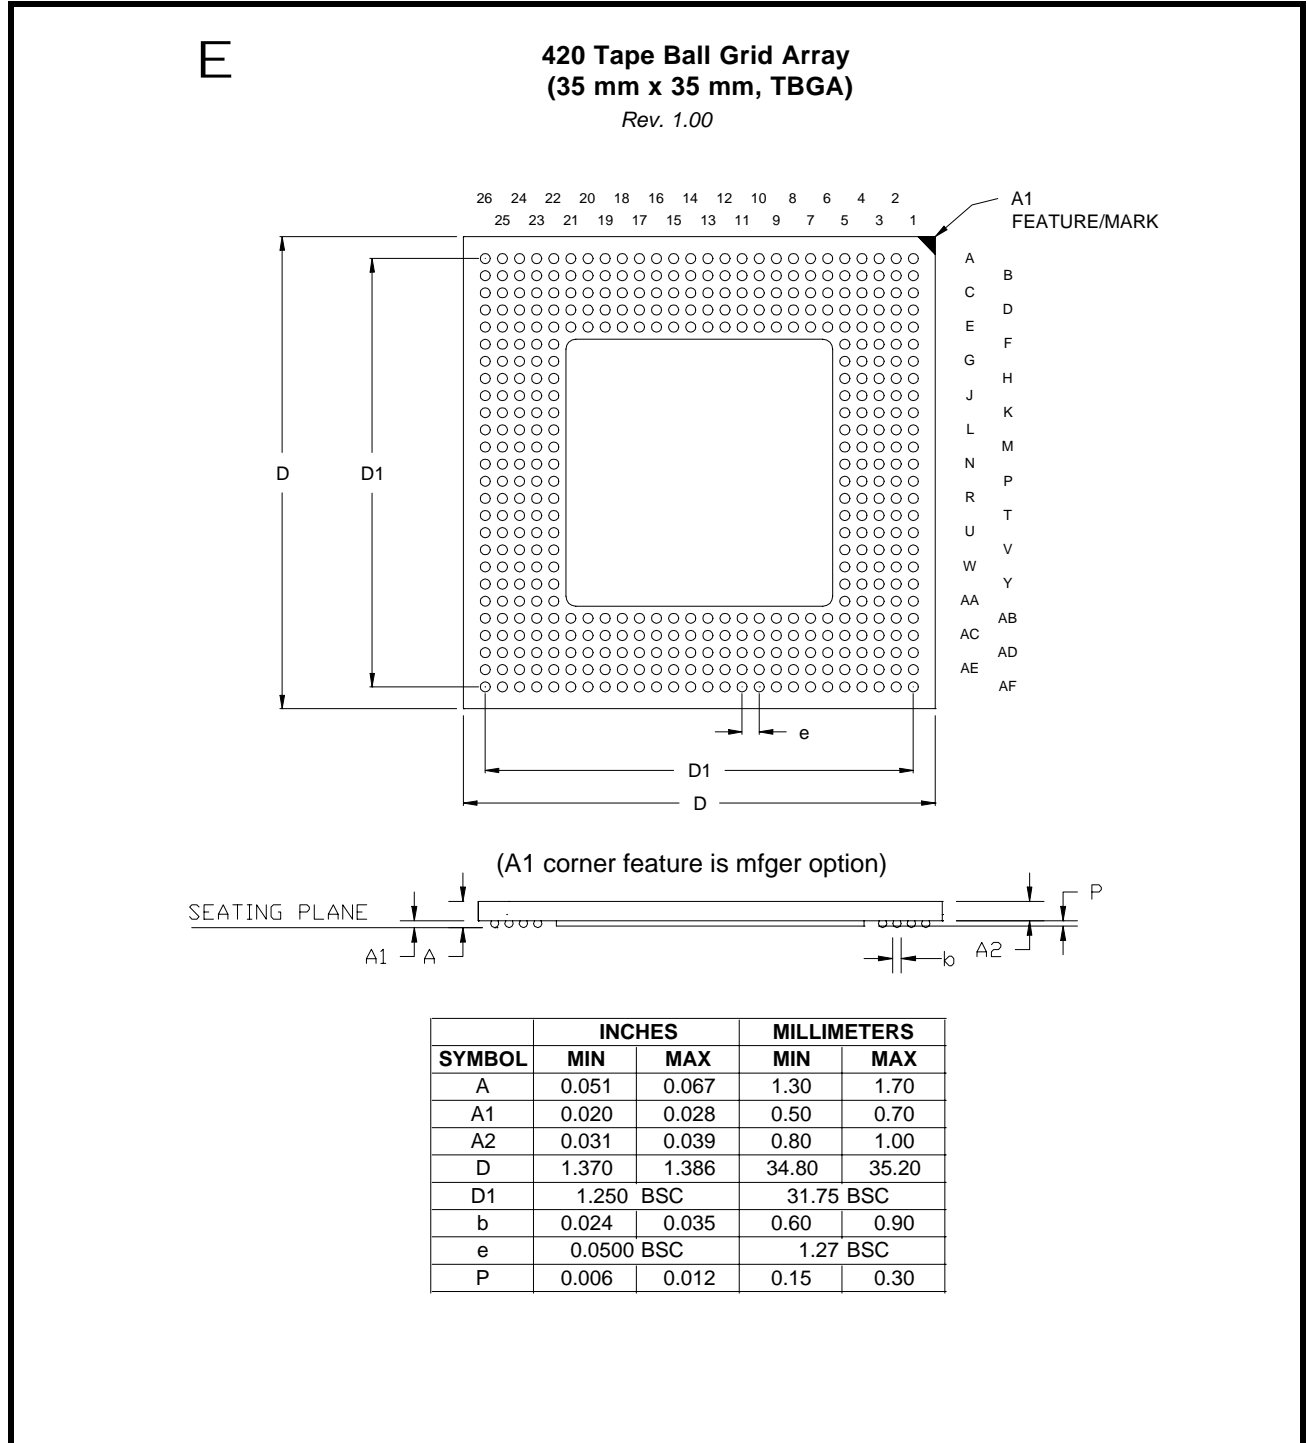 E
420 Tape Ball Grid Array
(35 mm x 35 mm, TBGA)
Rev. 1.00
26 24 22 20 18 16 14 12 10 8 6 4 2
25 23 21 19 17 15 13 11 9 7 5 3 1
A1
FEATURE/MARK
A
B
C
D
E
F
G
H
J
K
L
M
N
P
R
T
U
V
W
Y
AA
AB
AC
AD
AE
AF
D
D1
e
D1
D
(A1 corner feature is mfger option)
SEATING PLANE
A1
A
P
A2
b
INCHES MILLIMETERS
SYMBOL MIN MAX MIN MAX
A 0.051 0.067 1.30 1.70
A1 0.020 0.028 0.50 0.70
A2 0.031 0.039 0.80 1.00
D 1.370 1.386 34.80 35.20
D1 1.250 BSC 31.75 BSC
b 0.024 0.035 0.60 0.90
e 0.0500 BSC 1.27 BSC
P 0.006 0.012 0.15 0.30